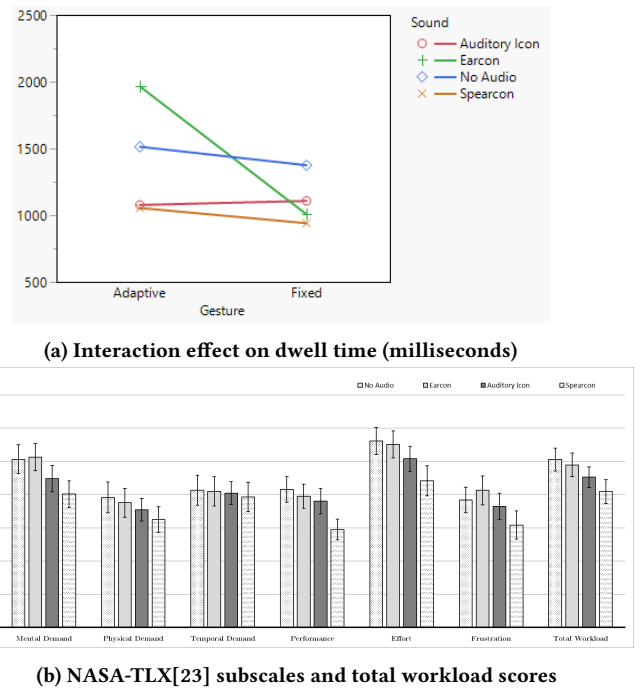 2500
2000
1500
1000
500
Adaptive Fixed
Gesture
Sound
Auditory Icon
Earcon
No Audio
Spearcon
(a) Interaction effect on dwell time (milliseconds)
No Audio Earcon Auditory Icon Spearcon
Mental Demand Physical Demand Temporal Demand Performance Effort Frustration Total Workload
(b) NASA-TLX[23] subscales and total workload scores